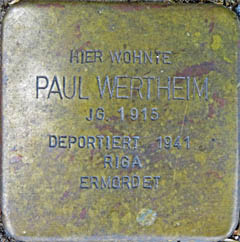 HIER WOHNTE
PAUL WERTHEIM
JG. 1915
DEPORTIERT 1941
RIGA
ERMORDET